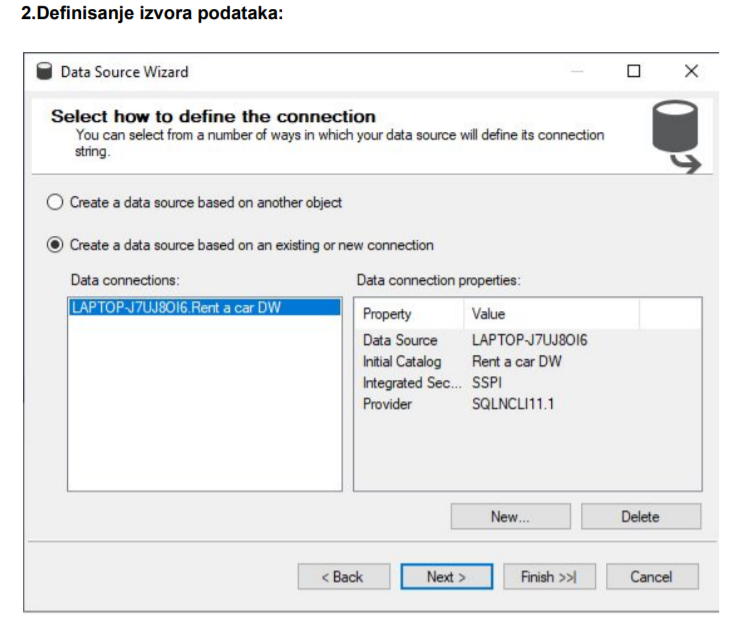 2.Definisanje izvora podataka:
Data Source Wizard
Select how to define the connection
You can select from a number of ways in which your data source will define its connection
string.
Create a data source based on another object
Create a data source based on an existing or new connection
Data connections:
Data connection properties:
LAPTOP-J7UJ8OI6.Rent a car DW
Property Value
Data Source LAPTOP-J7UJ8OI6
Initial Catalog Rent a car DW
Integrated Sec... SSPI
Provider SQLNCLI11.1
New... Delete
< Back Next > Finish >>| Cancel